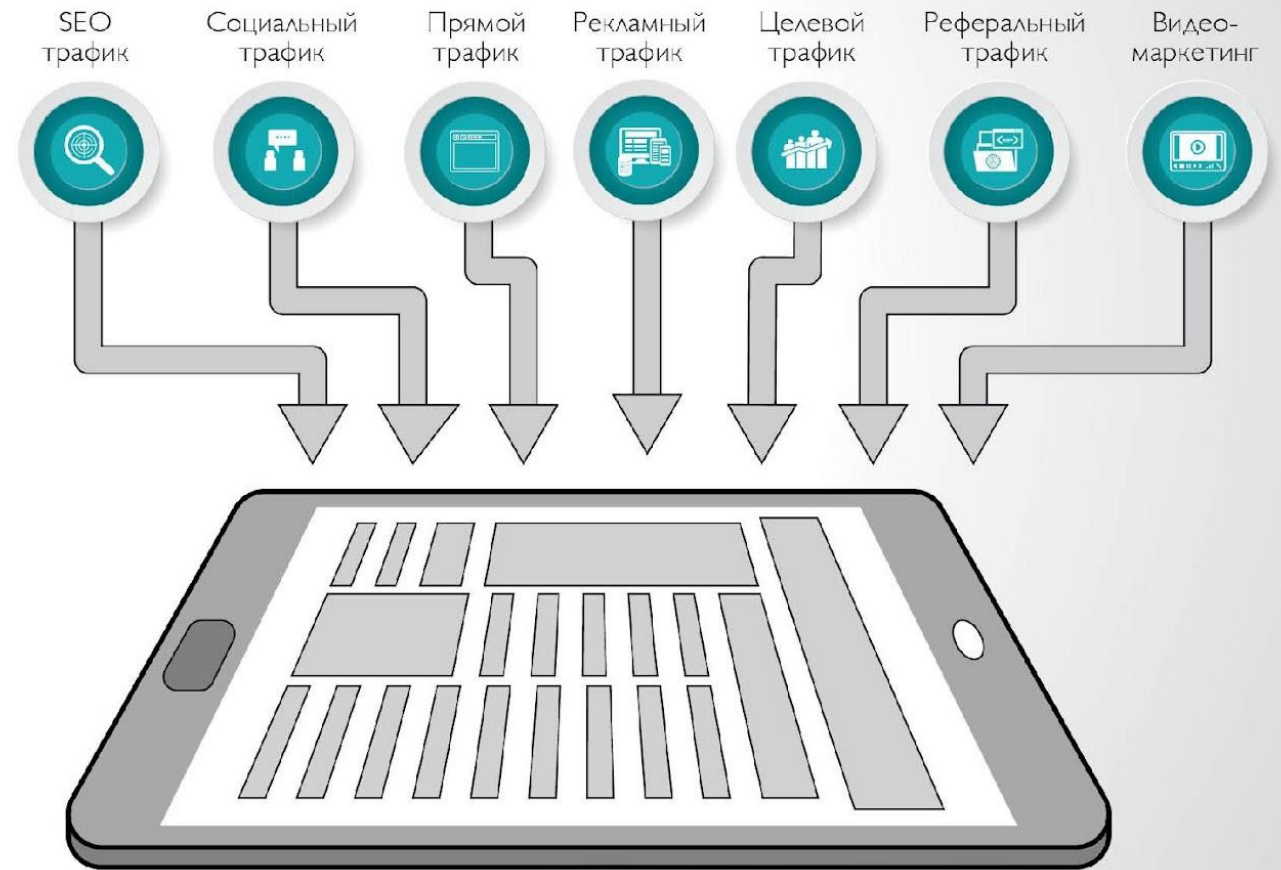 SEO
трафик
Социальный
трафик
Прямой
трафик
Рекламный
трафик
Целевой
трафик
Реферальный
трафик
Видео-
маркетинг